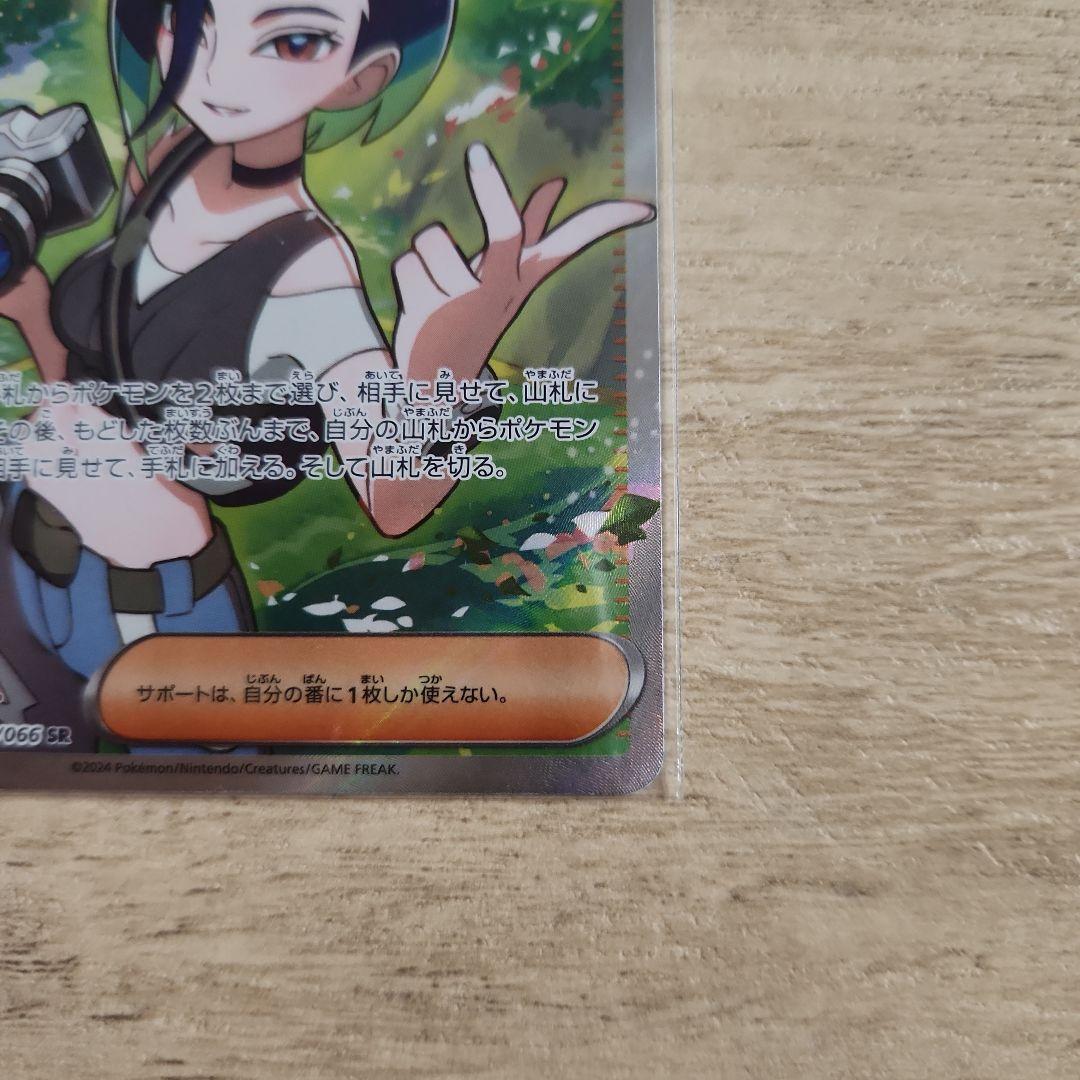 札からポケモンを2枚まで選び、相手に見せて、山札に
の後、もどした枚数ぶんまで、自分の山札からポケモン
手に見せて、手札に加える。そして山札を切る。
サポートは、自分の番に1枚しか使えない。
/066 SR
©2024 Pokémon/Nintendo/Creatures/GAME FREAK.